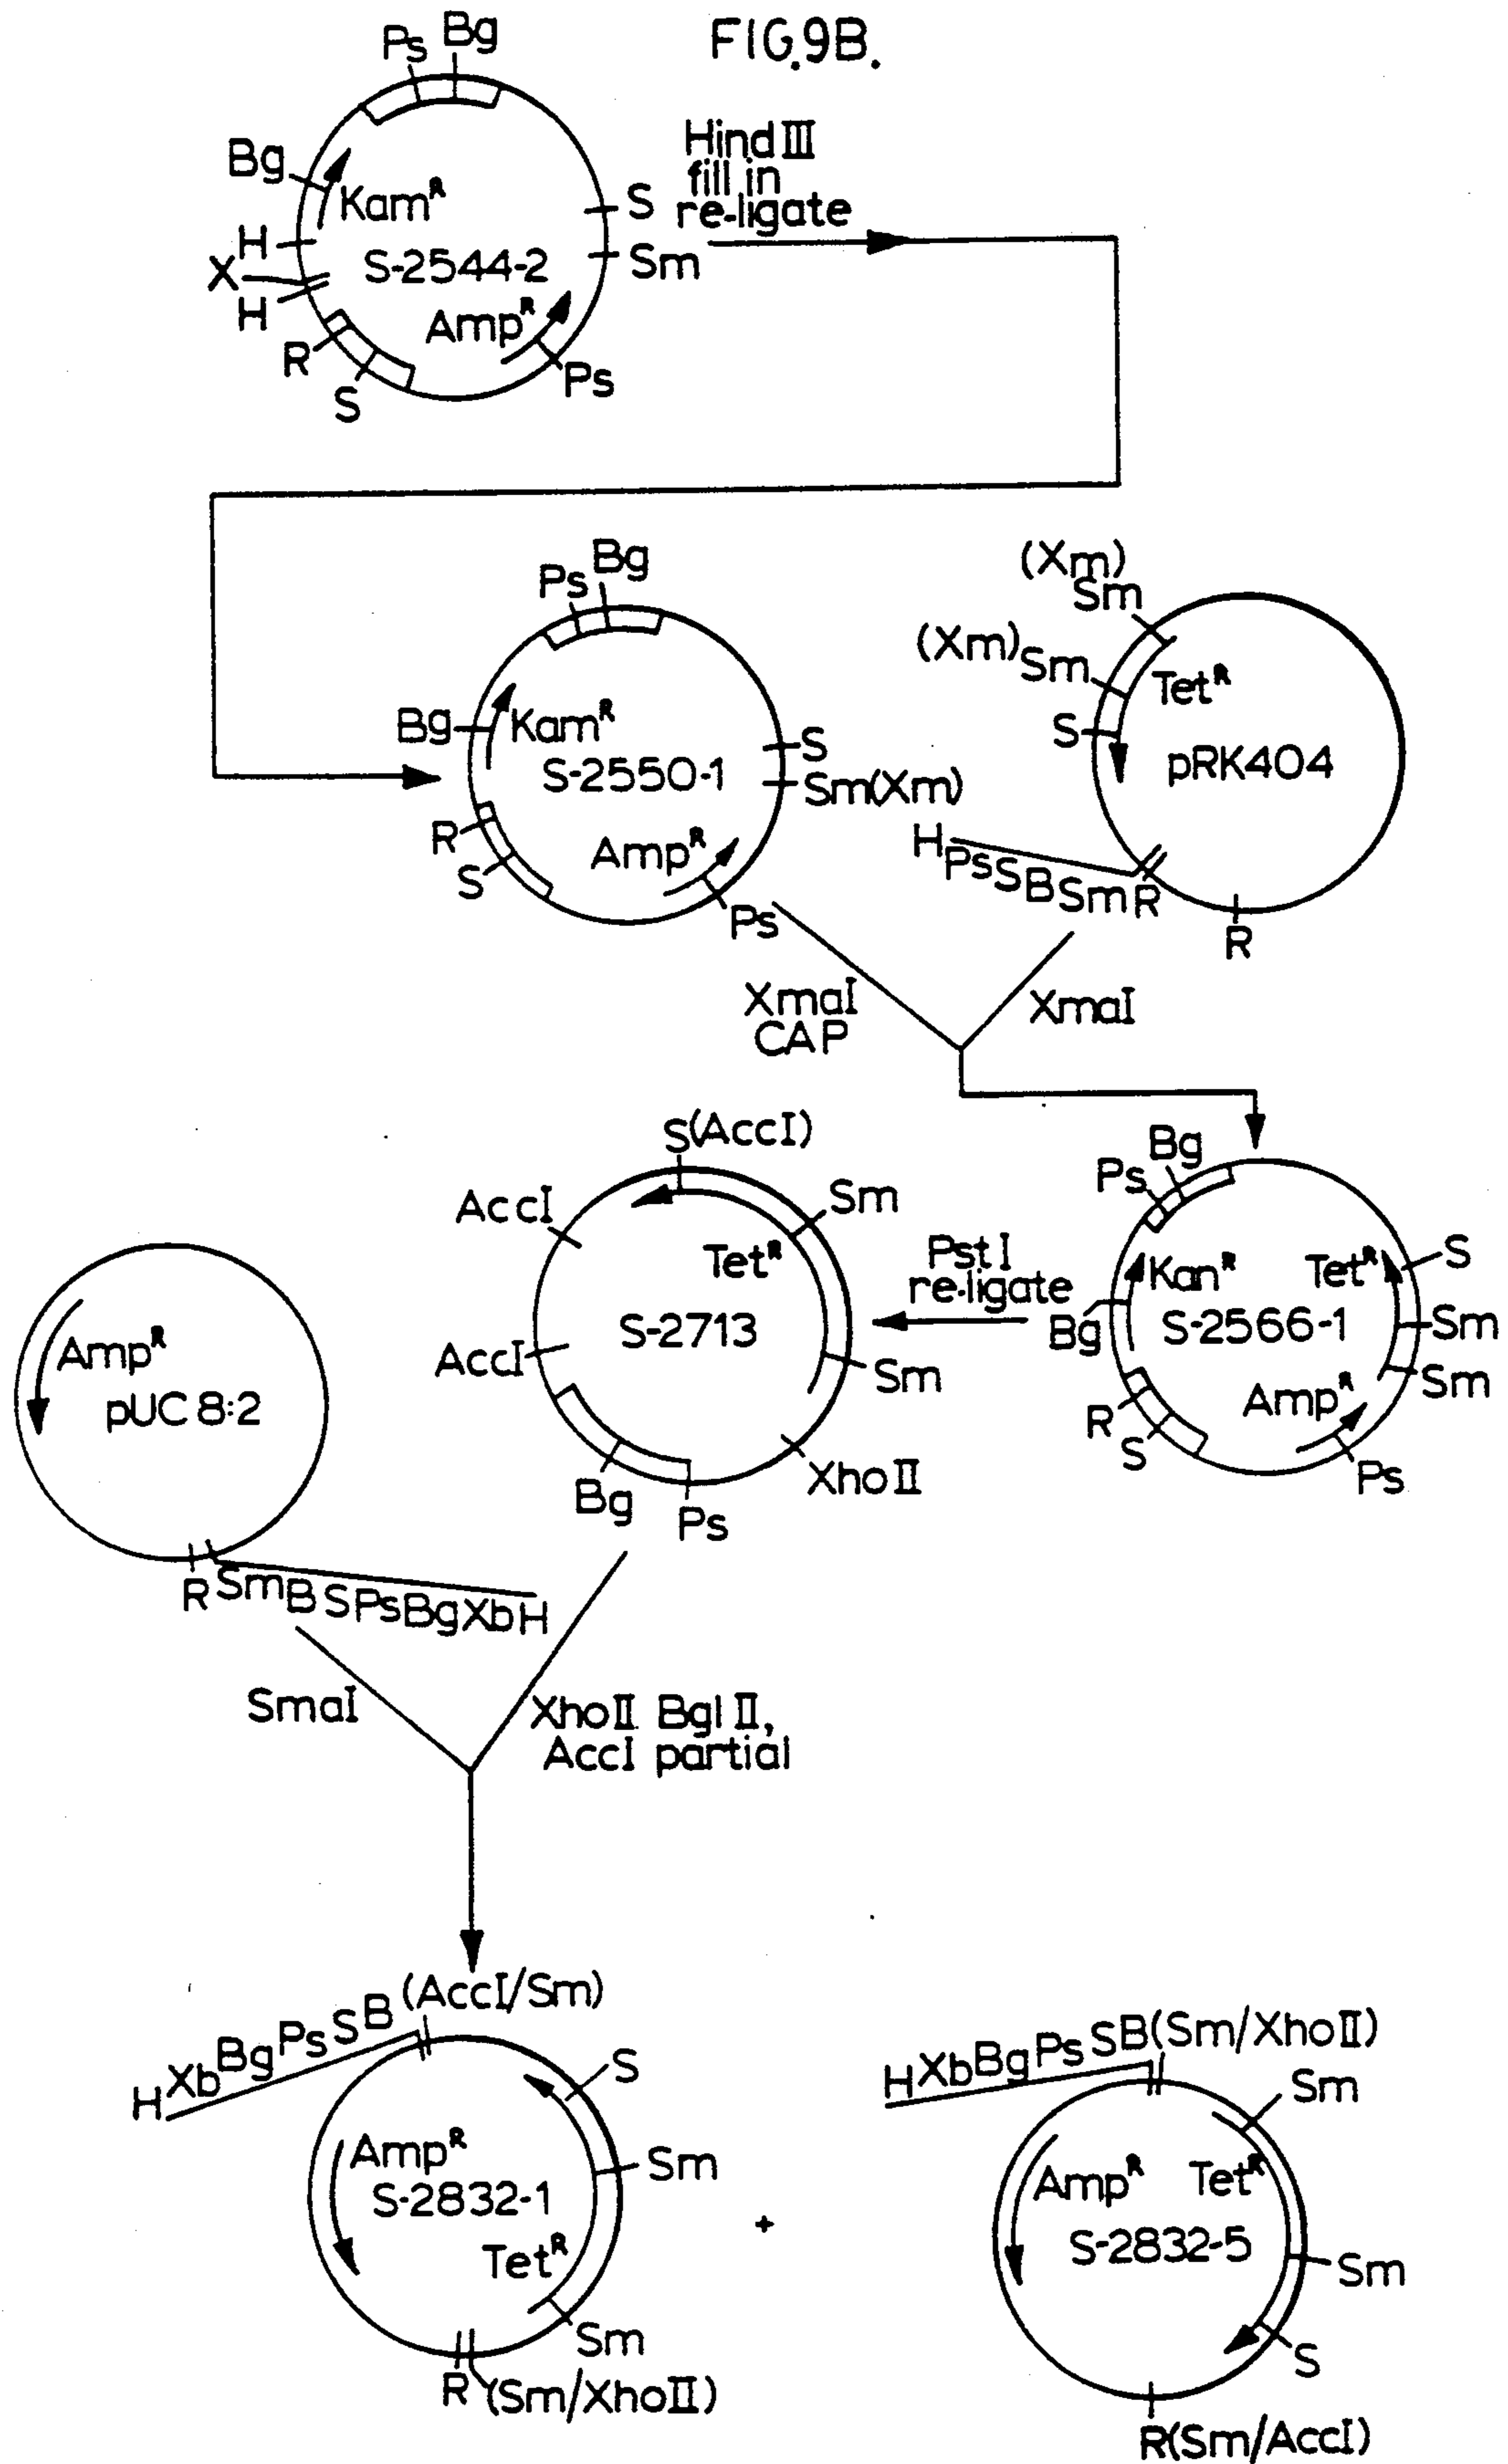 FIG.9B.
Ps Bg
Bg
Kam^R
H
X
H
S-2544-2
S
Sm
Amp^R
R
S
Ps
Hind III
fill in
re-ligate
Ps Bg
Bg
Kam^R
S-2550-1
S
Sm(Xm)
R
S
Amp^R
Ps
(Xm)
Sm
(Xm)Sm
Tet^R
S
pRK404
H Ps S B Sm R
R
XmaI
CAP
XmaI
S(AccI)
AccI
Sm
Tet^R
S-2713
AccI
Sm
XhoII
Bg
Ps
PstI
re-ligate
Ps Bg
Kan^R
Tet^R
S
Bg
S-2566-1
Sm
Sm
Amp^R
R
S
Ps
Amp^R
pUC 8:2
R Sm B S Ps Bg Xb H
SmaI
XhoII Bgl II,
AccI partial
H Xb Bg Ps S B (AccI/Sm)
S
Amp^R
Sm
S-2832-1
Tet^R
Sm
R (Sm/XhoII)
+
H Xb Bg Ps S B (Sm/XhoII)
Sm
Amp^R
Tet^R
S-2832-5
Sm
S
R(Sm/AccI)